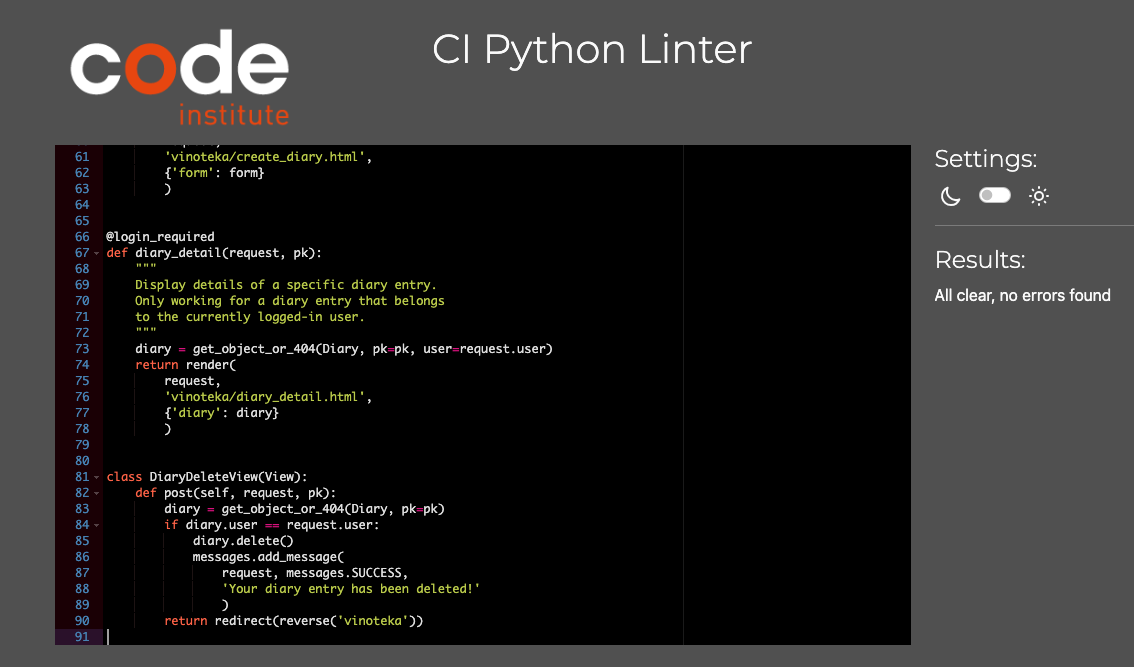 code
institute
CI Python Linter
61 'vinoteka/create_diary.html',
62 {'form': form}
63 )
64
65
66 @login_required
67 def diary_detail(request, pk):
68 """
69 Display details of a specific diary entry.
70 Only working for a diary entry that belongs
71 to the currently logged-in user.
72 """
73 diary = get_object_or_404(Diary, pk=pk, user=request.user)
74 return render(
75 request,
76 'vinoteka/diary_detail.html',
77 {'diary': diary}
78 )
79
80
81 class DiaryDeleteView(View):
82 def post(self, request, pk):
83 diary = get_object_or_404(Diary, pk=pk)
84 if diary.user == request.user:
85 diary.delete()
86 messages.add_message(
87 request, messages.SUCCESS,
88 'Your diary entry has been deleted!'
89 )
90 return redirect(reverse('vinoteka'))
91
Settings:
Results:
All clear, no errors found